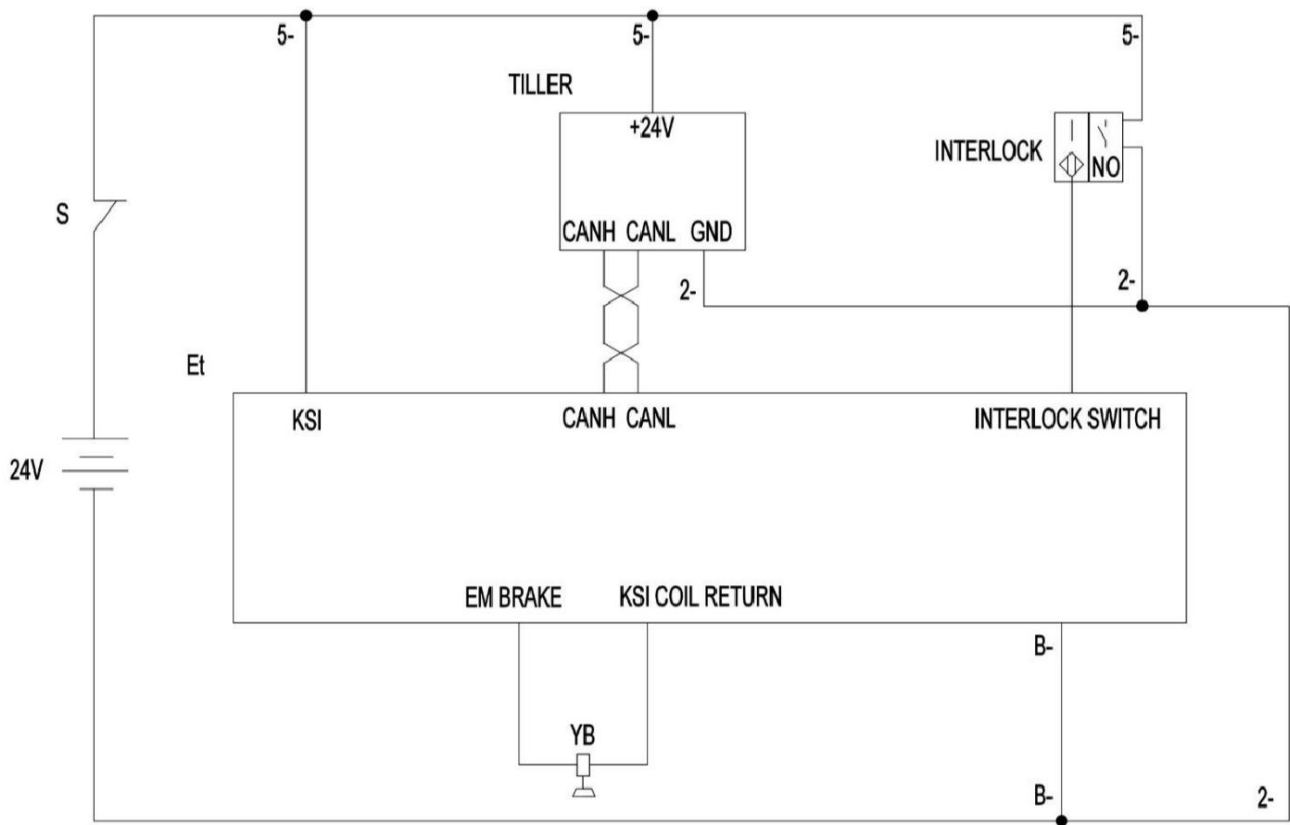 5-
5-
5-
TILLER
+24V
INTERLOCK
NO
S
CANH CANL GND
2-
2-
Et
KSI
CANH CANL
INTERLOCK SWITCH
24V
EM BRAKE
KSI COIL RETURN
B-
YB
B-
2-